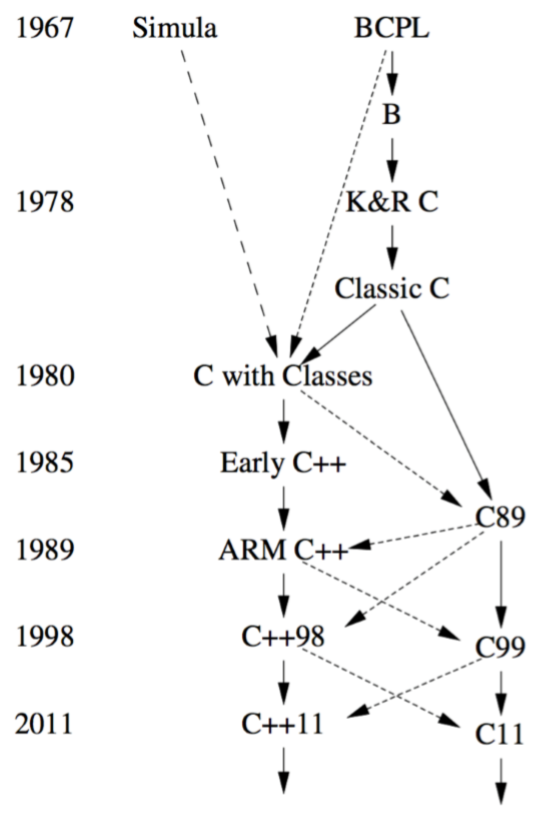 1967 Simula BCPL
B
1978 K&R C
Classic C
1980 C with Classes
1985 Early C++
C89
1989 ARM C++
1998 C++98
C99
2011 C++11
C11